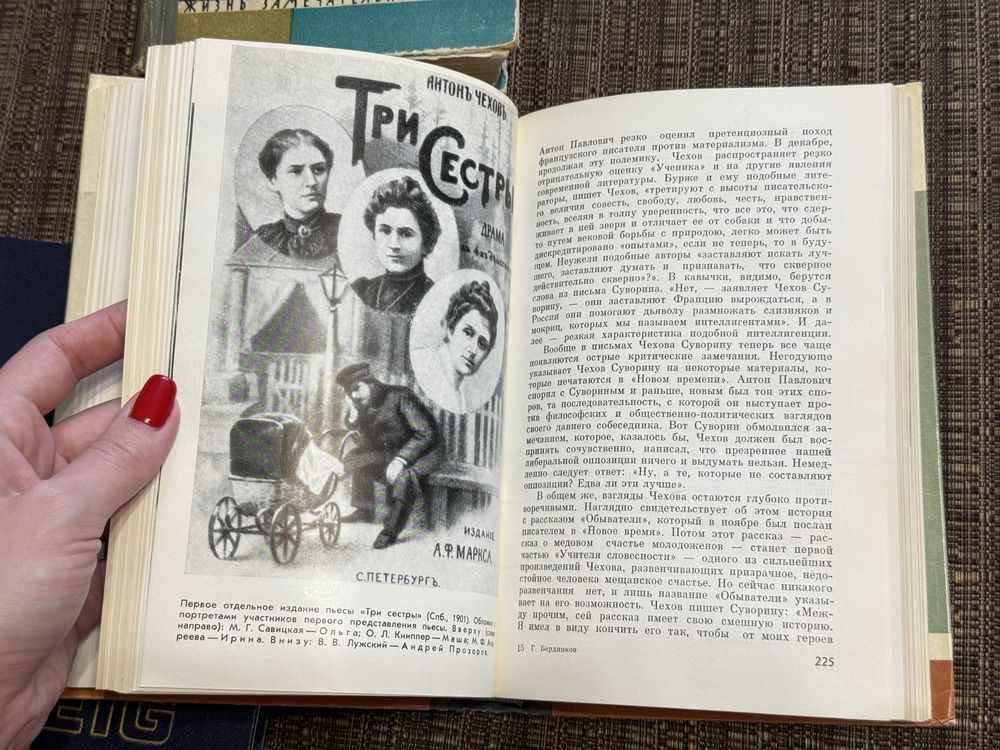 ЖИЗНЬ ЗАМЕЧАТЕЛЬН
АНТОНЪ ЧЕХОВЪ.
ТРИ СЕСТРЫ
ДРАМА
ИЗДАНІЕ
А.Ф. МАРКСА.
С.ПЕТЕРБУРГЪ.
Первое отдельное издание пьесы «Три сестры» (Спб., 1901). Обложка с
портретами участников первого представления пьесы. Вверху (слева
направо): М. Г. Савицкая — Ольга; О. Л. Книппер — Маша; М. Ф. Анд-
реева — Ирина. Внизу: В. В. Лужский — Андрей Прозоров.
Антон Павлович резко оценил претенциозный поход
французского писателя против материализма. В декабре,
продолжая эту полемику, Чехов распространяет резко
отрицательную оценку «Ученика» и на другие явления
современной литературы. Бурже и ему подобные лите-
раторы, пишет Чехов, «третируют с высоты писательско-
го величия совесть, свободу, любовь, честь, нравствен-
ность, вселяя в толпу уверенность, что все это, что сдер-
живает в ней зверя и отличает ее от собаки и что добы-
то путем вековой борьбы с природою, легко может быть
дискредитировано «опытами», если не теперь, то в буду-
щем. Неужели подобные авторы «заставляют искать луч-
шего, заставляют думать и признавать, что скверное
действительно скверно»?». В кавычки, видимо, берутся
слова из письма Суворина. «Нет, — заявляет Чехов Су-
ворину, — они заставляют Францию вырождаться, а в
России они помогают дьяволу размножать слизняков и
мокриц, которых мы называем интеллигентами». И да-
лее — резкая характеристика подобной интеллигенции.
Вообще в письмах Чехова Суворину теперь все чаще
появляются острые критические замечания. Негодующе
указывает Чехов Суворину на некоторые материалы, ко-
торые печатаются в «Новом времени». Антон Павлович
спорил с Сувориным и раньше, новым был тон этих спо-
ров, та последовательность, с которой он выступает про-
тив философских и общественно-политических взглядов
своего давнего собеседника. Вот Суворин обмолвился за-
мечанием, которое, казалось бы, Чехов должен был вос-
принять сочувственно, написал, что презреннее нашей
либеральной оппозиции ничего и выдумать нельзя. Немед-
ленно следует ответ: «Ну, а те, которые не составляют
оппозиции? Едва ли эти лучше».
В общем же, взгляды Чехова остаются глубоко проти-
воречивыми. Наглядно свидетельствует об этом история
с рассказом «Обыватели», который в ноябре был послан
писателем в «Новое время». Потом этот рассказ — рас-
сказ о медовом счастье молодоженов — станет первой
частью «Учителя словесности» — одного из сильнейших
произведений Чехова, развенчивающих призрачное, недо-
стойное человека мещанское счастье. Но сейчас никакого
развенчания нет, и лишь название «Обыватели» указы-
вает на его возможность. Чехов пишет Суворину: «Меж-
ду прочим, сей рассказ имеет свою смешную историю.
Я имел в виду кончить его так, чтобы от моих героев
15 Г. Бердников
225
EIG